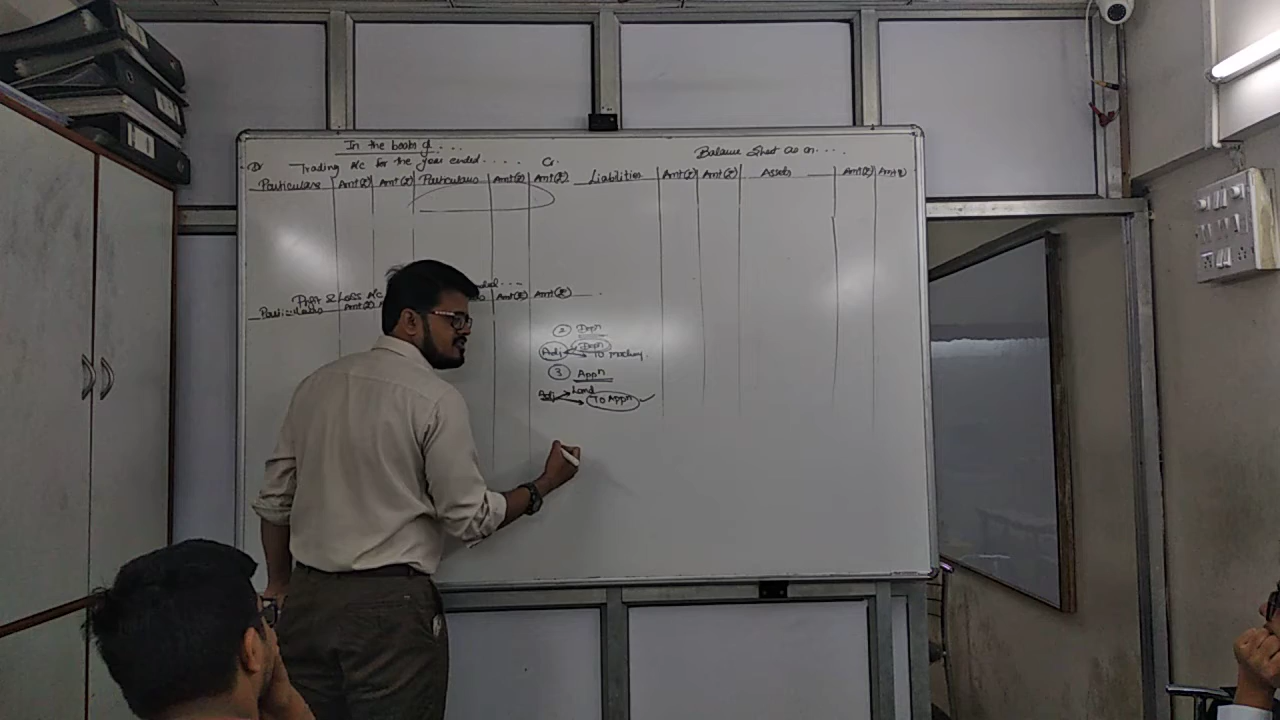 In the books of ....
Dr Trading A/c for the year ended..... Cr.
Particulars Amt(₹) Amt(₹) Particulars Amt(₹) Amt(₹)
Balance Sheet as on.....
Liabilities Amt(₹) Amt(₹) Assets Amt(₹) Amt(₹)
Profit & Loss A/c
Particulars Amt(₹) Amt(₹) Amt(₹)
② Depn
Adj Depn
To machinery
③ Appn
Adj Land
To Appn